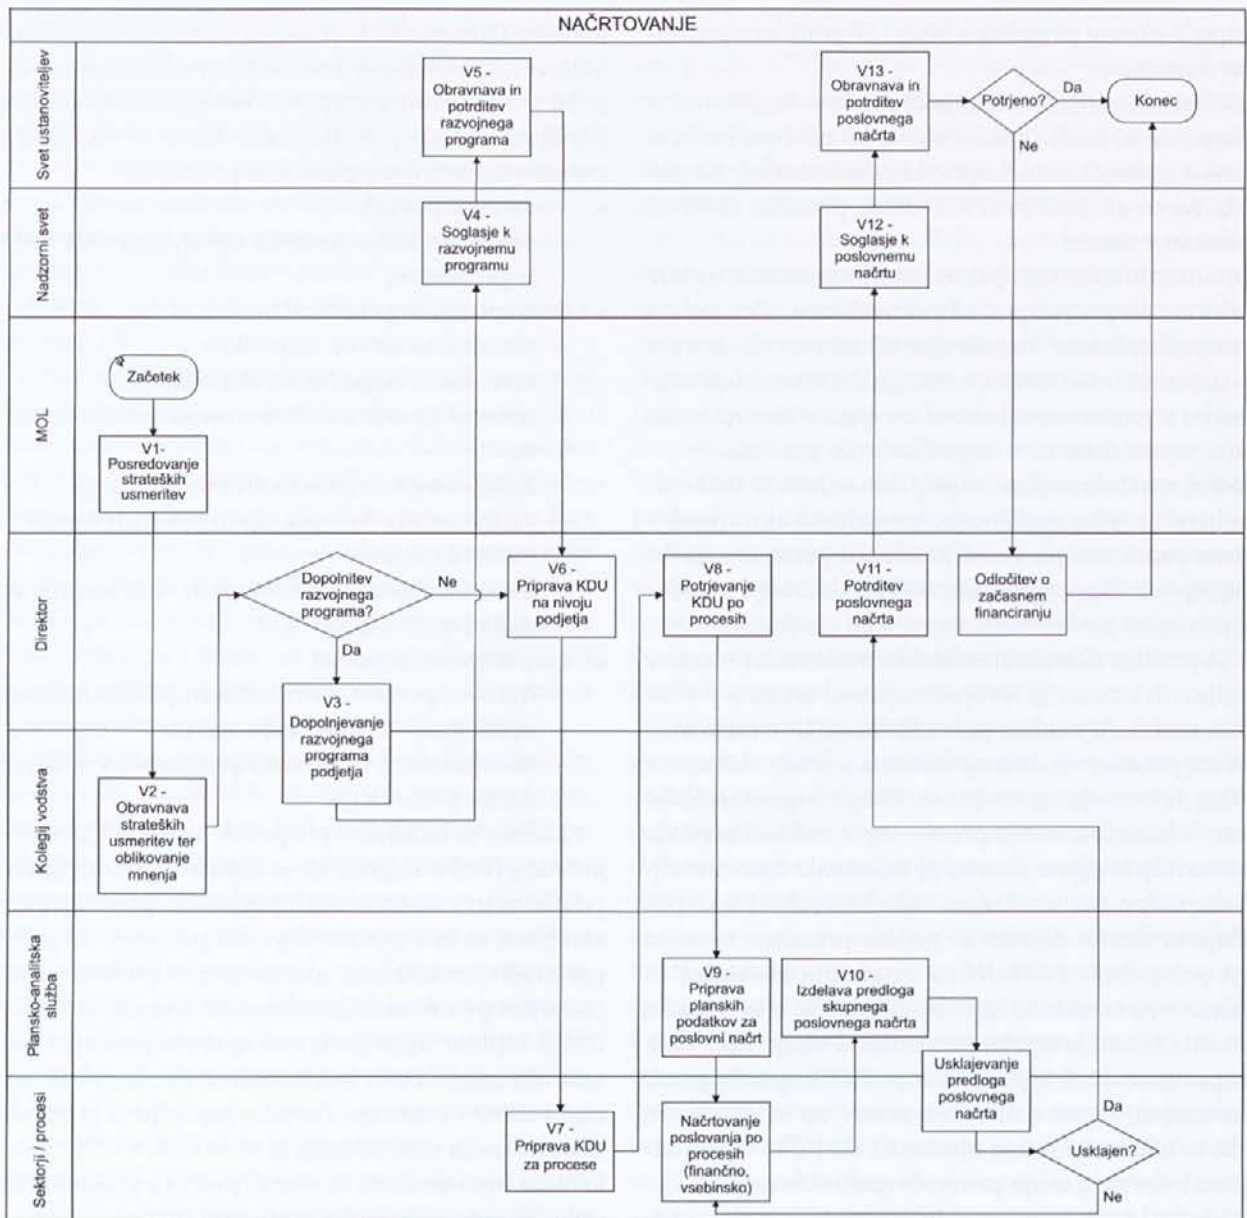 NAČRTOVANJE
Svet ustanoviteljev
V5 -
Obravnava in
potrditev
razvojnega
programa
V13 -
Obravnava in
potrditev
poslovnega
načrta
Potrjeno?
Da
Konec
Ne
Nadzorni svet
V4 -
Soglasje k
razvojnemu
programu
V12 -
Soglasje k
poslovnemu
načrtu
MOL
Začetek
V1-
Posredovanje
strateških
usmeritev
Direktor
Dopolnitev
razvojnega
programa?
Ne
Da
V6 -
Priprava KDU
na nivoju
podjetja
V8 -
Potrjevanje
KDU po
procesih
V11 -
Potrditev
poslovnega
načrta
Odločitev o
začasnem
financiranju
V3 -
Dopolnjevanje
razvojnega
programa
podjetja
Kolegij vodstva
V2 -
Obravnava
strateških
usmeritev ter
oblikovanje
mnenja
Plansko-analitska
služba
V9 -
Priprava
planskih
podatkov za
poslovni načrt
V10 -
Izdelava predloga
skupnega
poslovnega načrta
Usklajevanje
predloga
poslovnega
načrta
Sektorji / procesi
V7 -
Priprava KDU
za procese
Načrtovanje
poslovanja po
procesih
(finančno,
vsebinsko)
Da
Usklajen?
Ne